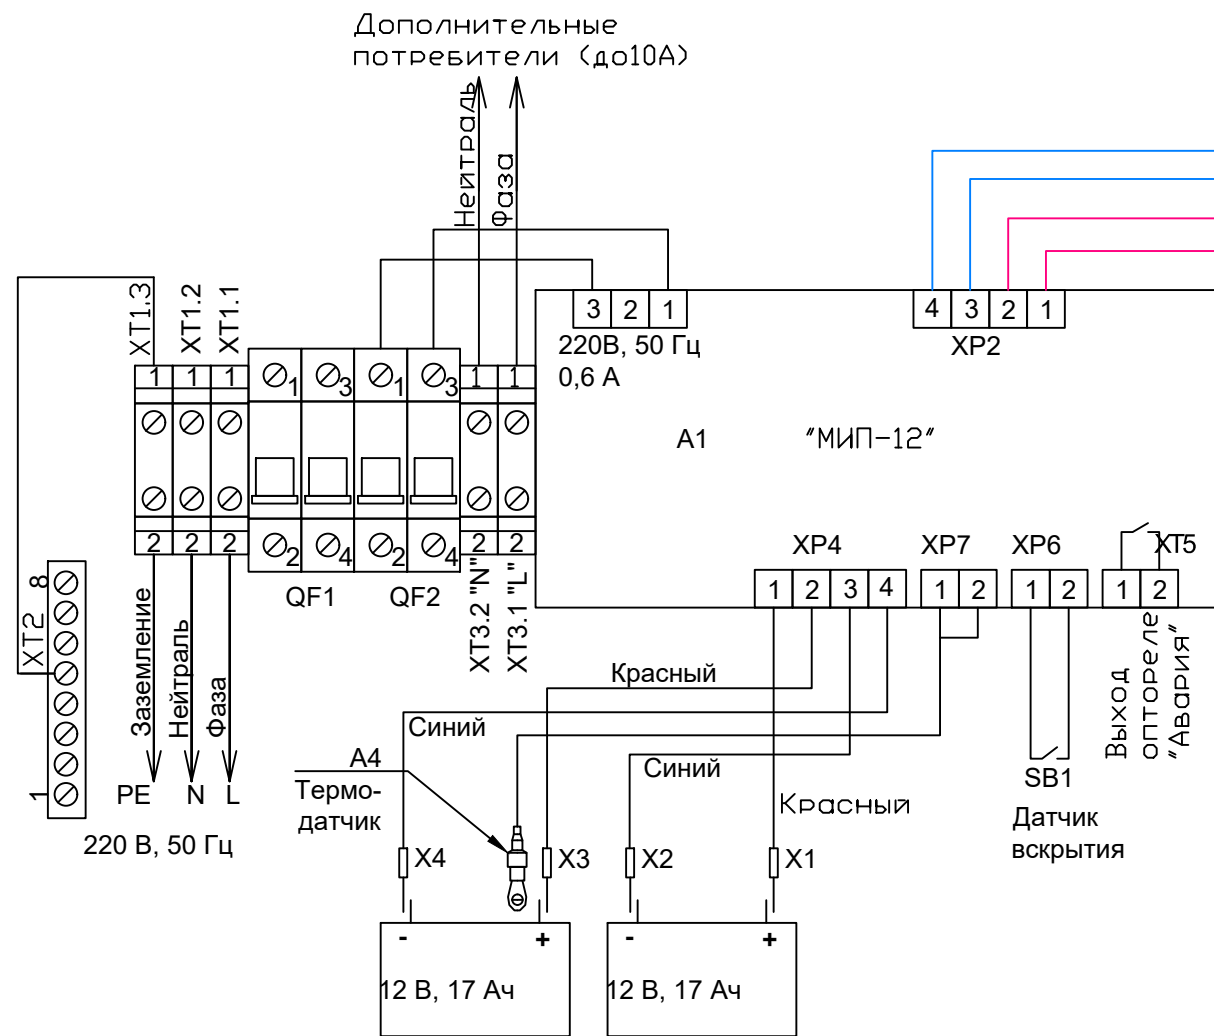 Дополнительные
потребители (до10А)
Нейтраль
Фаза
XT1.3
XT1.2
XT1.1
3 2 1
220В, 50 Гц
0,6 А
4 3 2 1
XP2
1 1 1
1 3 1 3
1 1
A1
"МИП-12"
2 2 2
2 4 2 4
2 2
QF1
QF2
XT3.2 "N"
XT3.1 "L"
XP4
1 2 3 4
XP7
1 2
XP6
1 2
XT5
1 2
Выход
оптореле
"Авария"
8
XT2
1
Заземление
Нейтраль
Фаза
PE N L
220 В, 50 Гц
Красный
Синий
Синий
Красный
A4
Термо-
датчик
SB1
Датчик
вскрытия
X4
X3
X2
X1
- +
12 В, 17 Ач
- +
12 В, 17 Ач